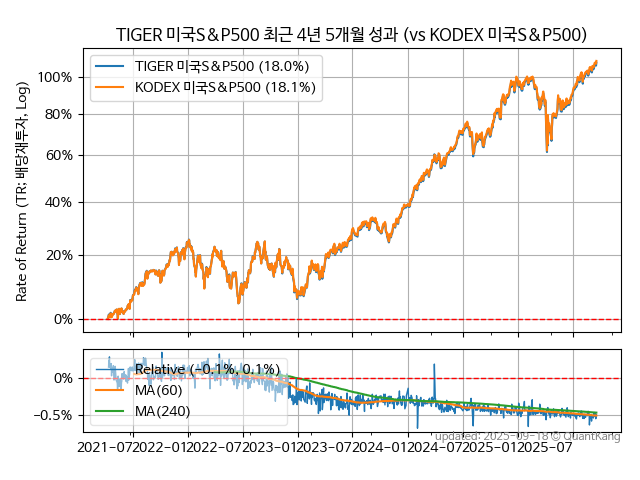 TIGER 미국S&P500 최근 4년 5개월 성과 (vs KODEX 미국S&P500)
TIGER 미국S&P500 (18.0%)
KODEX 미국S&P500 (18.1%)
Rate of Return (TR: 배당재투자, Log)
100%
80%
60%
40%
20%
0%
Relative (−0.1%, 0.1%)
MA(60)
MA(240)
0%
−0.5%
updated: 2025-09-18 © QuantKang
2021-07
2022-01
2022-07
2023-01
2023-07
2024-01
2024-07
2025-01
2025-07